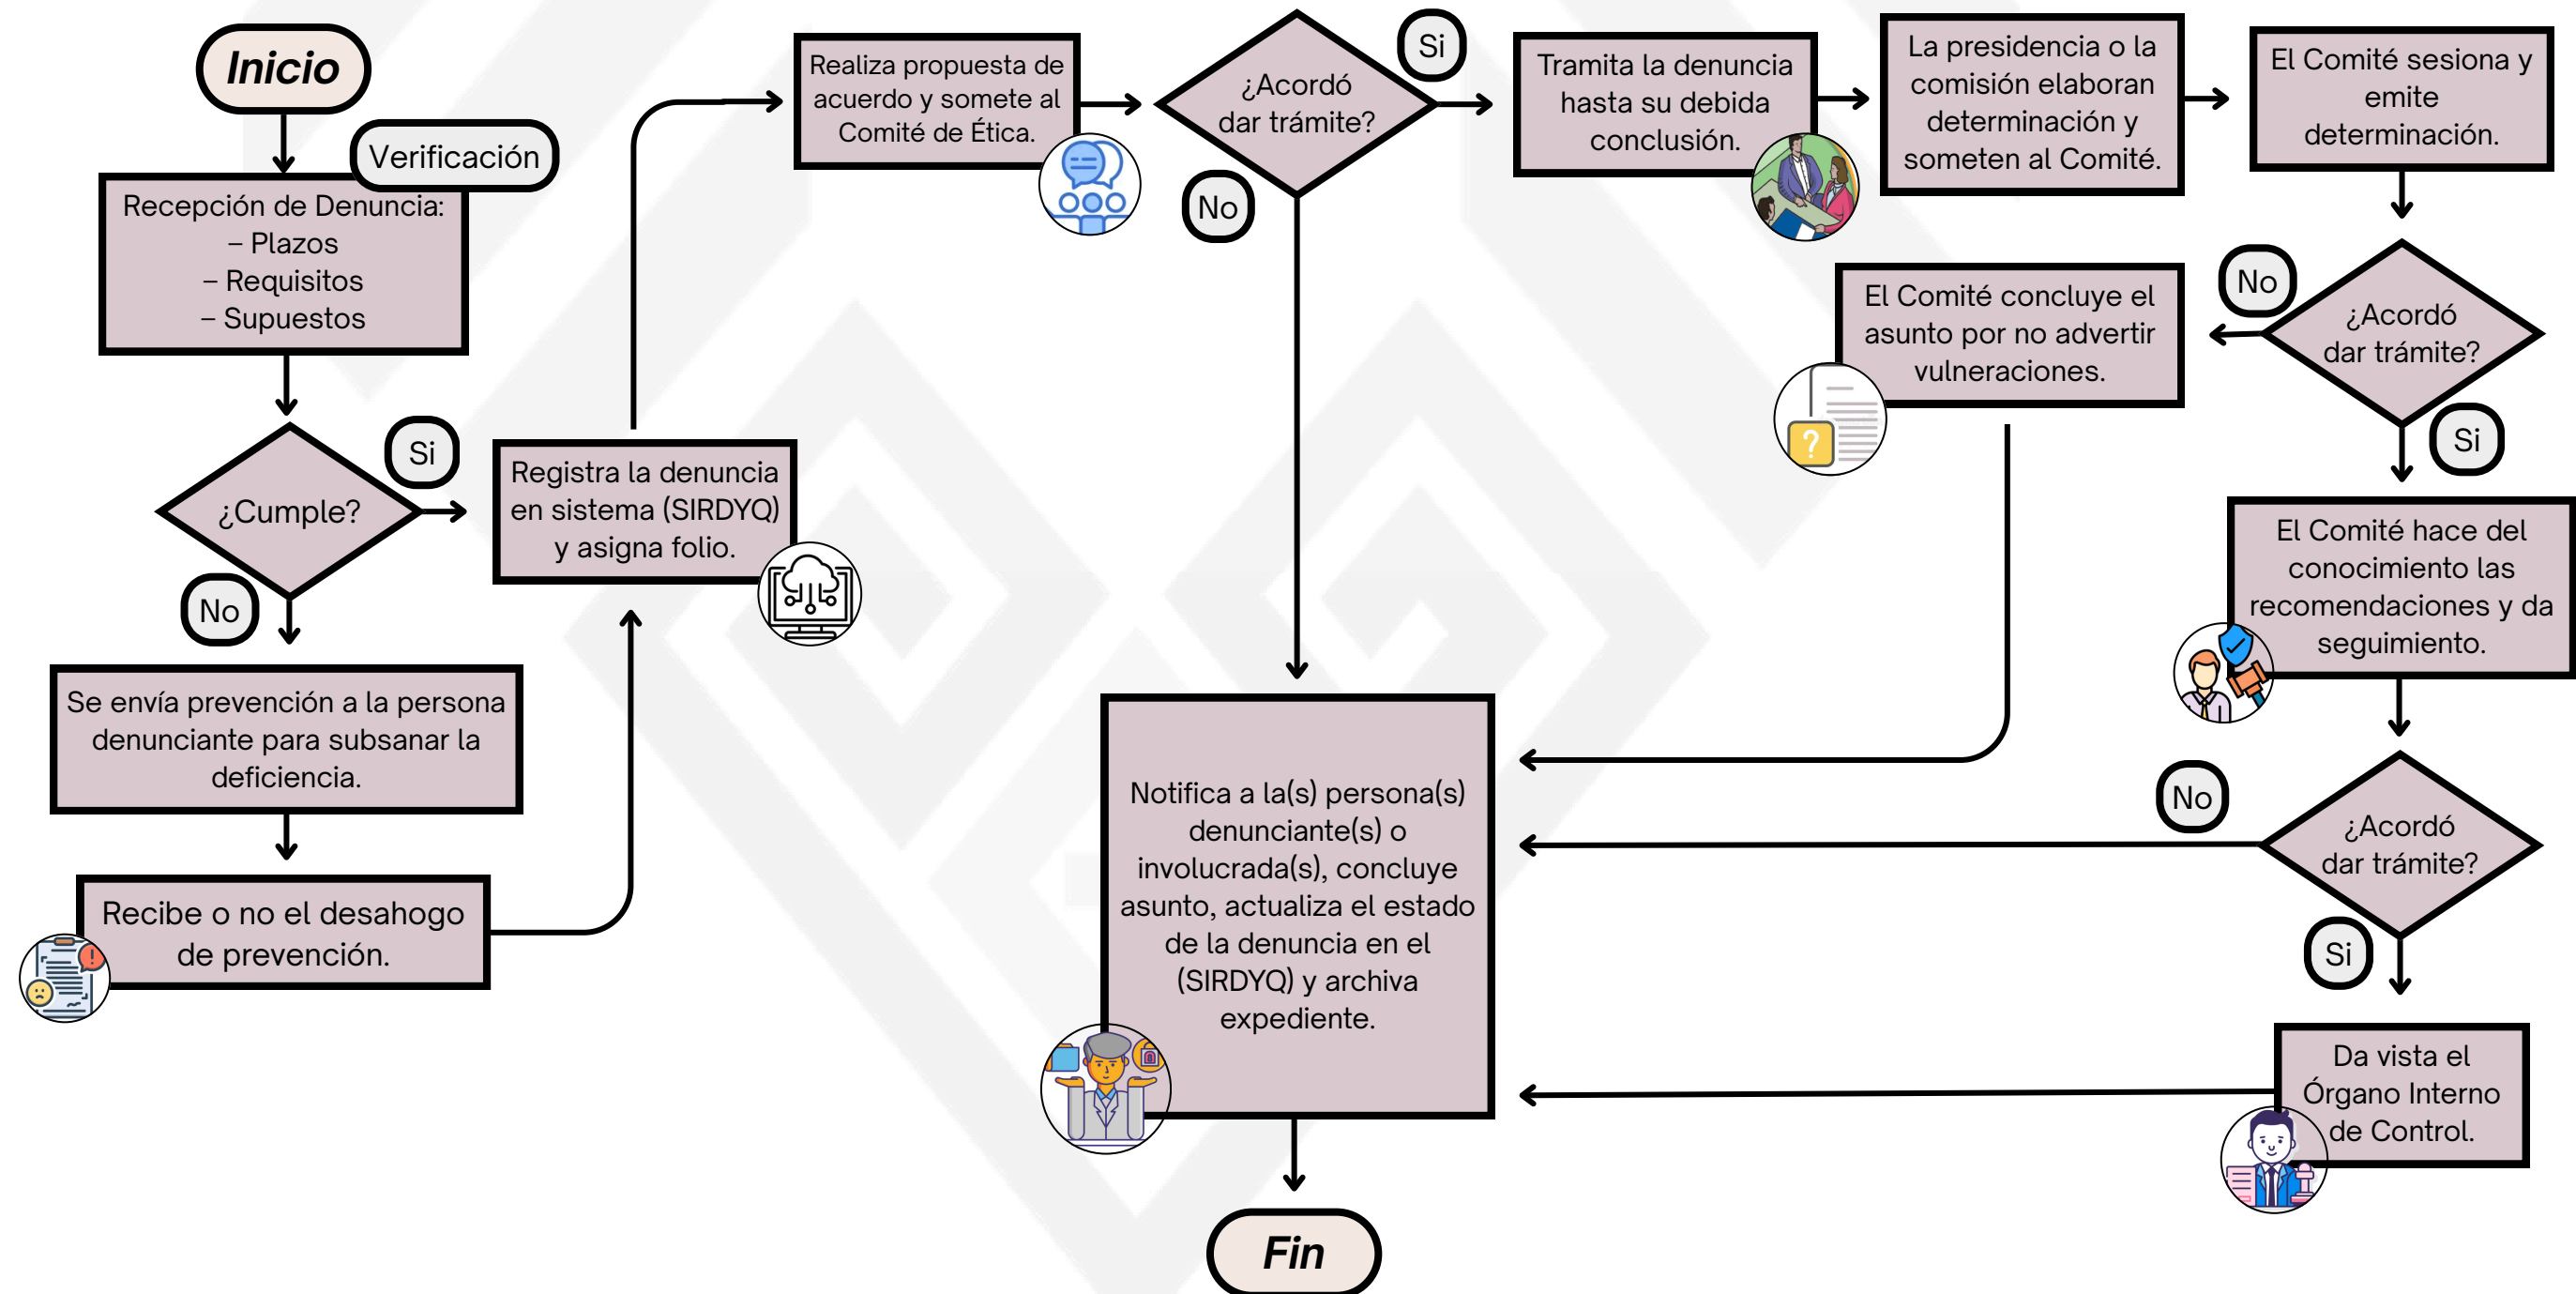 Inicio
Verificación
Recepción de Denuncia:
– Plazos
– Requisitos
– Supuestos
¿Cumple?
Si
No
Registra la denuncia
en sistema (SIRDYQ)
y asigna folio.
Se envía prevención a la persona
denunciante para subsanar la
deficiencia.
Recibe o no el desahogo
de prevención.
Realiza propuesta de
acuerdo y somete al
Comité de Ética.
¿Acordó
dar trámite?
Si
No
Tramita la denuncia
hasta su debida
conclusión.
La presidencia o la
comisión elaboran
determinación y
someten al Comité.
El Comité sesiona y
emite
determinación.
¿Acordó
dar trámite?
No
Si
El Comité concluye el
asunto por no advertir
vulneraciones.
El Comité hace del
conocimiento las
recomendaciones y da
seguimiento.
¿Acordó
dar trámite?
No
Si
Da vista el
Órgano Interno
de Control.
Notifica a la(s) persona(s)
denunciante(s) o
involucrada(s), concluye
asunto, actualiza el estado
de la denuncia en el
(SIRDYQ) y archiva
expediente.
Fin